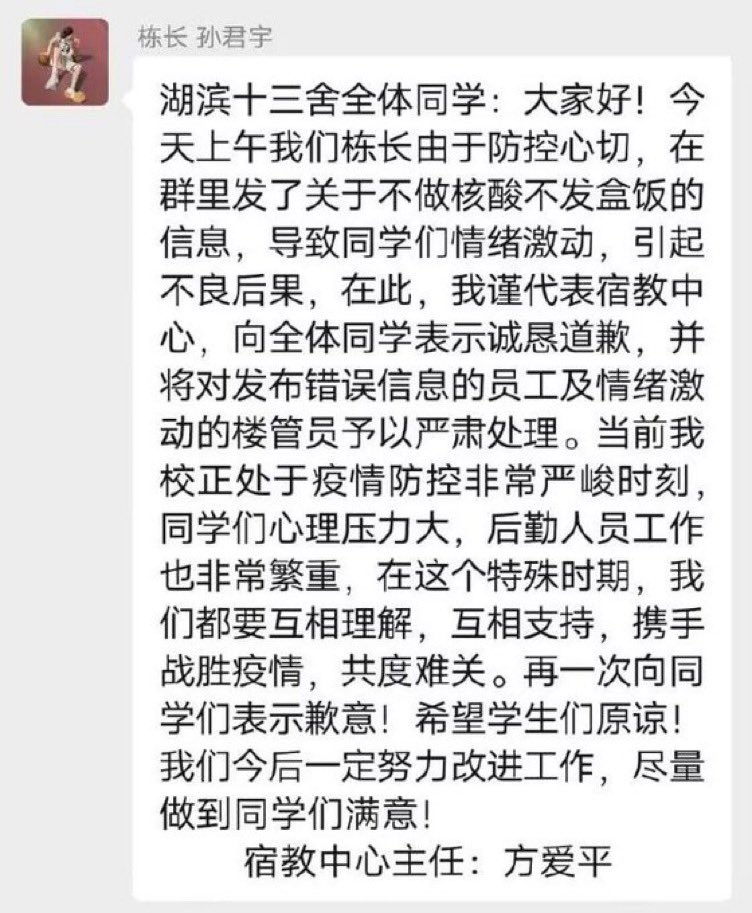 栋长 孙君宇
湖滨十三舍全体同学：大家好！今
天上午我们栋长由于防控心切，在
群里发了关于不做核酸不发盒饭的
信息，导致同学们情绪激动，引起
不良后果，在此，我谨代表宿教中
心，向全体同学表示诚恳道歉，并
将对发布错误信息的员工及情绪激
动的楼管员予以严肃处理。当前我
校正处于疫情防控非常严峻时刻，
同学们心理压力大，后勤人员工作
也非常繁重，在这个特殊时期，我
们都要互相理解，互相支持，携手
战胜疫情，共度难关。再一次向同
学们表示歉意！希望学生们原谅！
我们今后一定努力改进工作，尽量
做到同学们满意！
宿教中心主任：方爱平